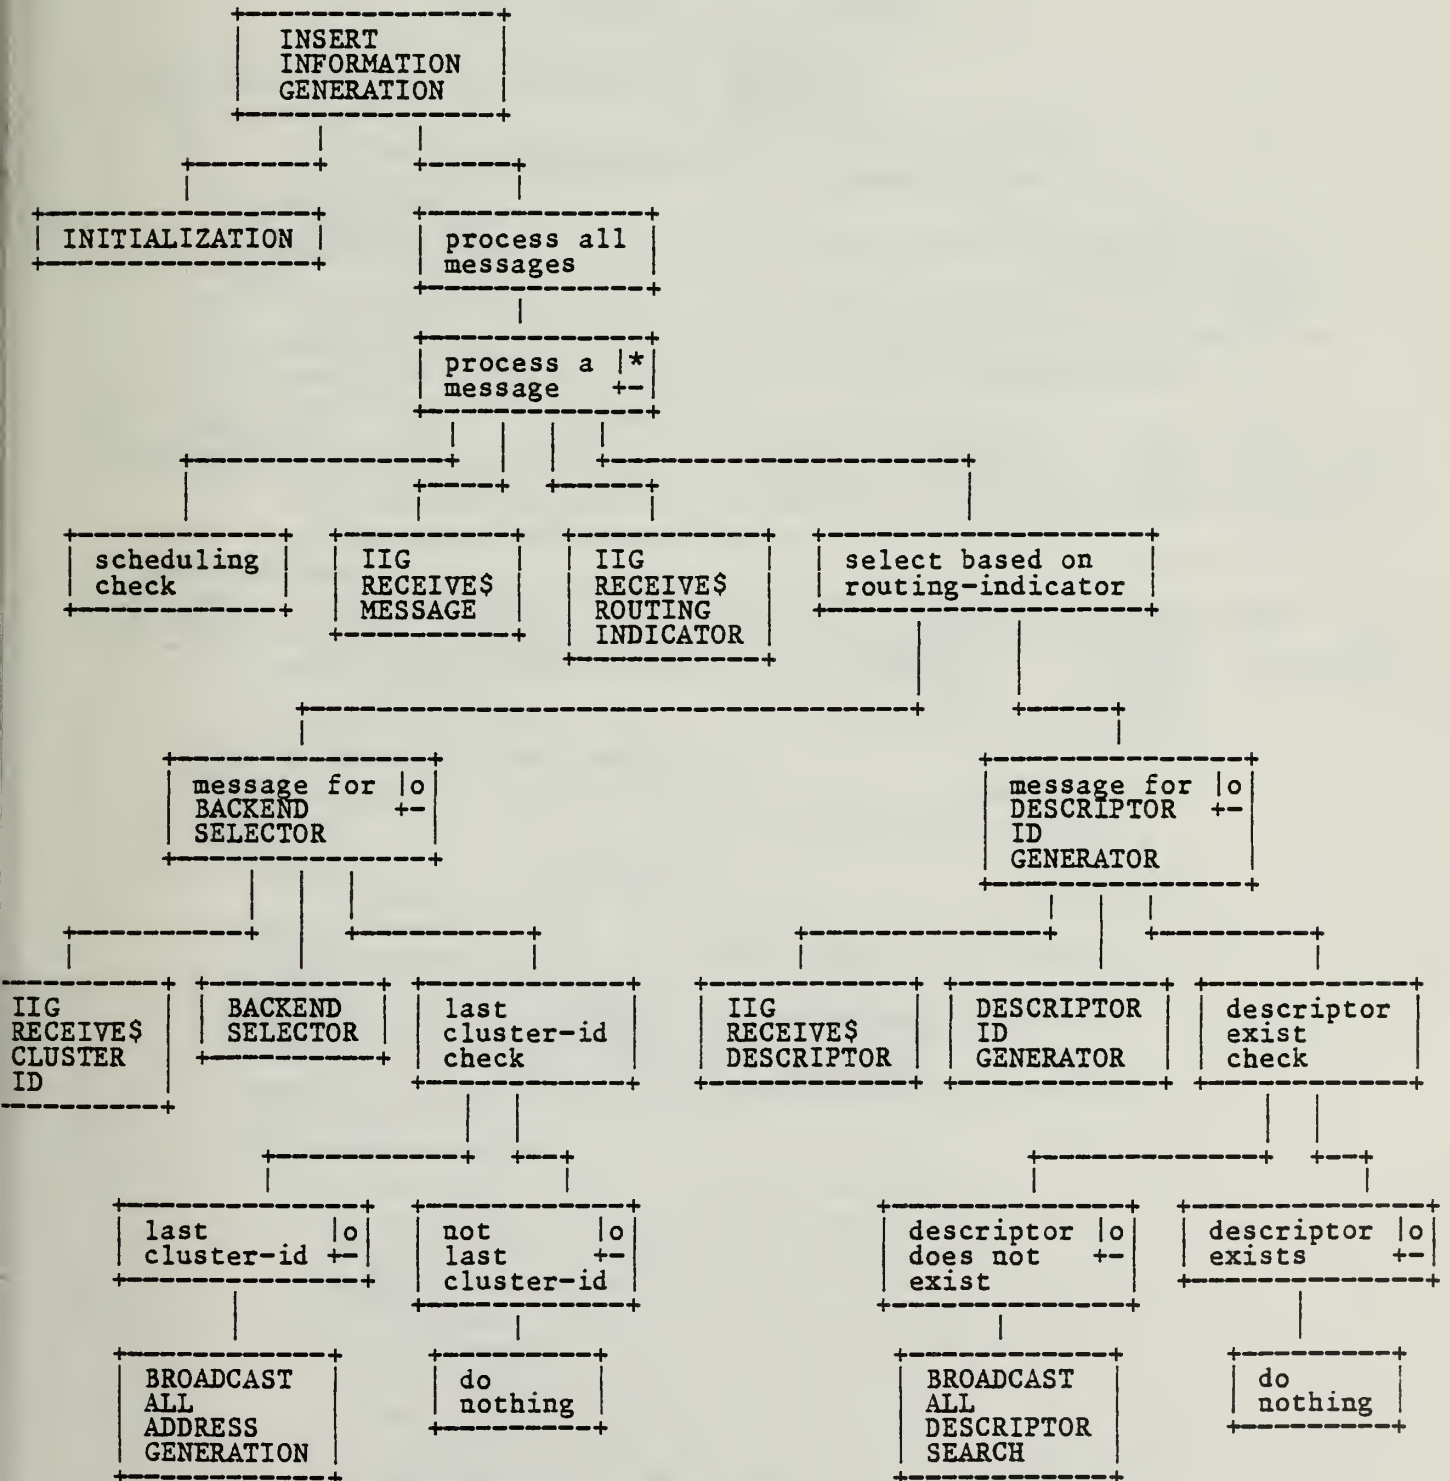 INSERT
INFORMATION
GENERATION
INITIALIZATION
process all
messages
process a |*
message +-
scheduling
check
IIG
RECEIVE$
MESSAGE
IIG
RECEIVE$
ROUTING
INDICATOR
select based on
routing-indicator
message for |o
BACKEND +-
SELECTOR
message for |o
DESCRIPTOR +-
ID
GENERATOR
IIG
RECEIVE$
CLUSTER
ID
BACKEND
SELECTOR
last
cluster-id
check
IIG
RECEIVE$
DESCRIPTOR
DESCRIPTOR
ID
GENERATOR
descriptor
exist
check
last |o
cluster-id +-
not |o
last +-
cluster-id
descriptor |o
does not +-
exist
descriptor |o
exists +-
BROADCAST
ALL
ADDRESS
GENERATION
do
nothing
BROADCAST
ALL
DESCRIPTOR
SEARCH
do
nothing